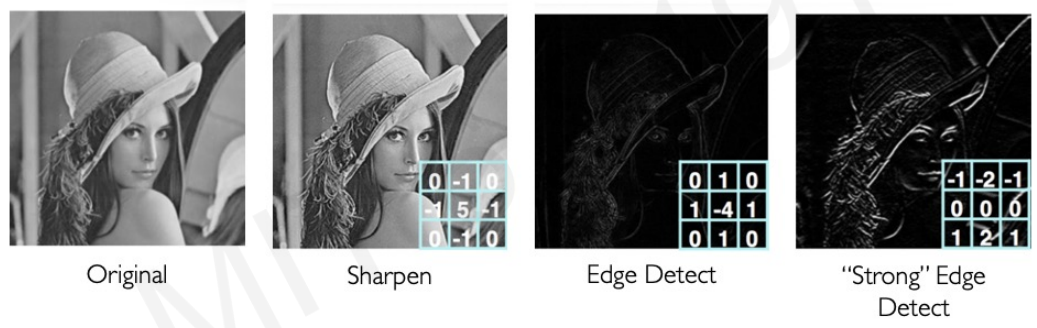 0 -1 0
-1 5 -1
0 -1 0
0 1 0
1 -4 1
0 1 0
-1 -2 -1
0 0 0
1 2 1
Original
Sharpen
Edge Detect
“Strong” Edge
Detect